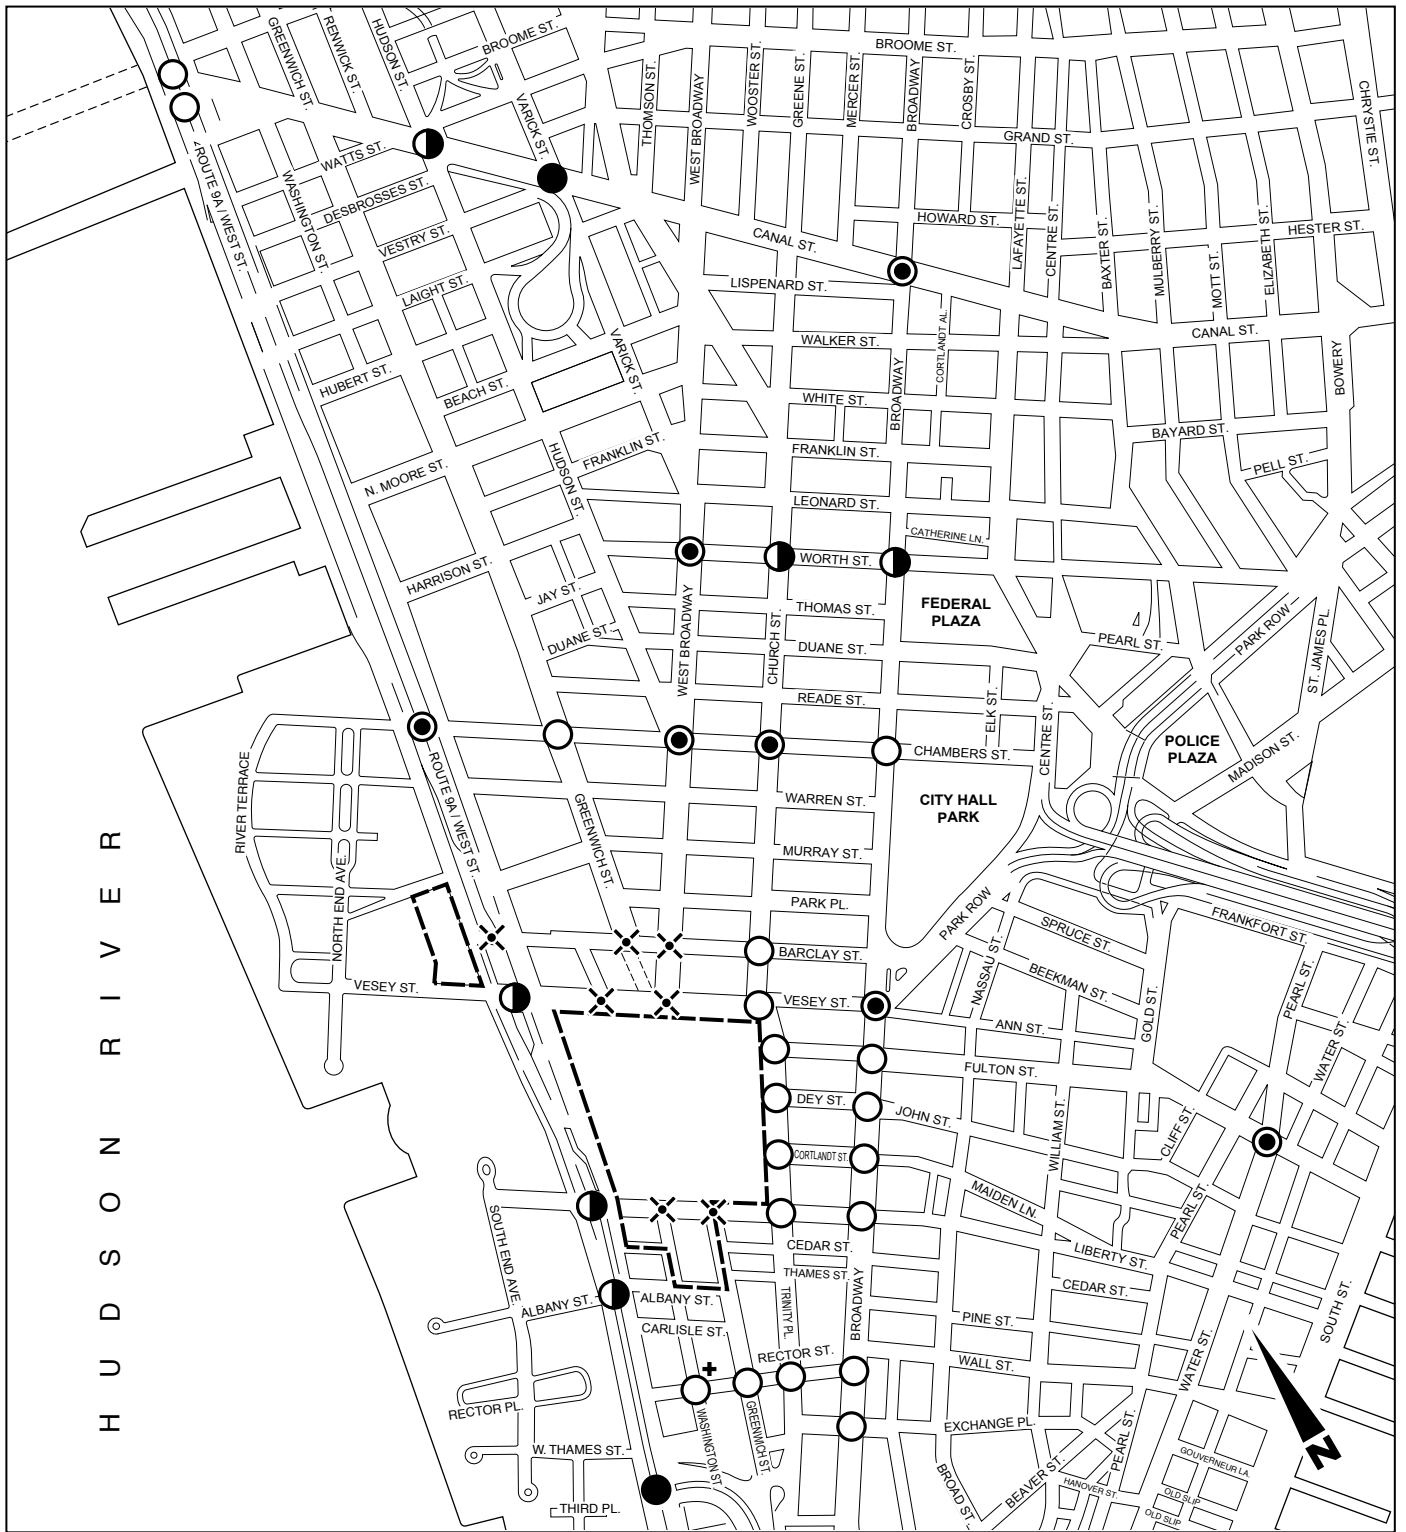 GREENWICH ST.
RENWICK ST.
HUDSON ST.
BROOME ST.
VARICK ST.
THOMSON ST.
WEST BROADWAY
WOOSTER ST.
GREENE ST.
MERCER ST.
BROOME ST.
BROADWAY
CROSBY ST.
GRAND ST.
CHRYSTIE ST.
WATTS ST.
ROUTE 9A / WEST ST.
WASHINGTON ST.
DESBROSSES ST.
VESTRY ST.
LAIGHT ST.
CANAL ST.
HOWARD ST.
LAFAYETTE ST.
CENTRE ST.
BAXTER ST.
MULBERRY ST.
MOTT ST.
ELIZABETH ST.
HESTER ST.
LISPENARD ST.
WALKER ST.
CORTLANDT AL.
CANAL ST.
BOWERY
HUBERT ST.
BEACH ST.
VARICK ST.
WHITE ST.
BROADWAY
BAYARD ST.
PELL ST.
N. MOORE ST.
HUDSON ST.
FRANKLIN ST.
FRANKLIN ST.
LEONARD ST.
CATHERINE LN.
WORTH ST.
HARRISON ST.
JAY ST.
DUANE ST.
WEST BROADWAY
CHURCH ST.
THOMAS ST.
FEDERAL
PLAZA
DUANE ST.
PEARL ST.
PARK ROW
ST. JAMES PL.
READE ST.
ELK ST.
CENTRE ST.
CHAMBERS ST.
POLICE
PLAZA
MADISON ST.
RIVER TERRACE
ROUTE 9A / WEST ST.
GREENWICH ST.
WARREN ST.
CITY HALL
PARK
MURRAY ST.
NORTH END AVE.
PARK PL.
PARK ROW
BARCLAY ST.
NASSAU ST.
SPRUCE ST.
FRANKFORT ST.
BEEKMAN ST.
GOLD ST.
PEARL ST.
VESEY ST.
VESEY ST.
ANN ST.
WATER ST.
FULTON ST.
DEY ST.
JOHN ST.
WILLIAM ST.
CLIFF ST.
CORTLANDT ST.
MAIDEN LN.
PEARL ST.
HUDSON RIVER
SOUTH END AVE.
CEDAR ST.
LIBERTY ST.
THAMES ST.
CEDAR ST.
ALBANY ST.
ALBANY ST.
TRINITY PL.
BROADWAY
PINE ST.
SOUTH ST.
CARLISLE ST.
RECTOR ST.
WALL ST.
WATER ST.
RECTOR PL.
WASHINGTON ST
GREENWICH ST.
EXCHANGE PL.
PEARL ST.
W. THAMES ST.
BROAD ST.
BEAVER ST.
HANOVER ST.
GOUVERNEUR LA.
OLD SLIP
OLD SLIP
THIRD PL.
N